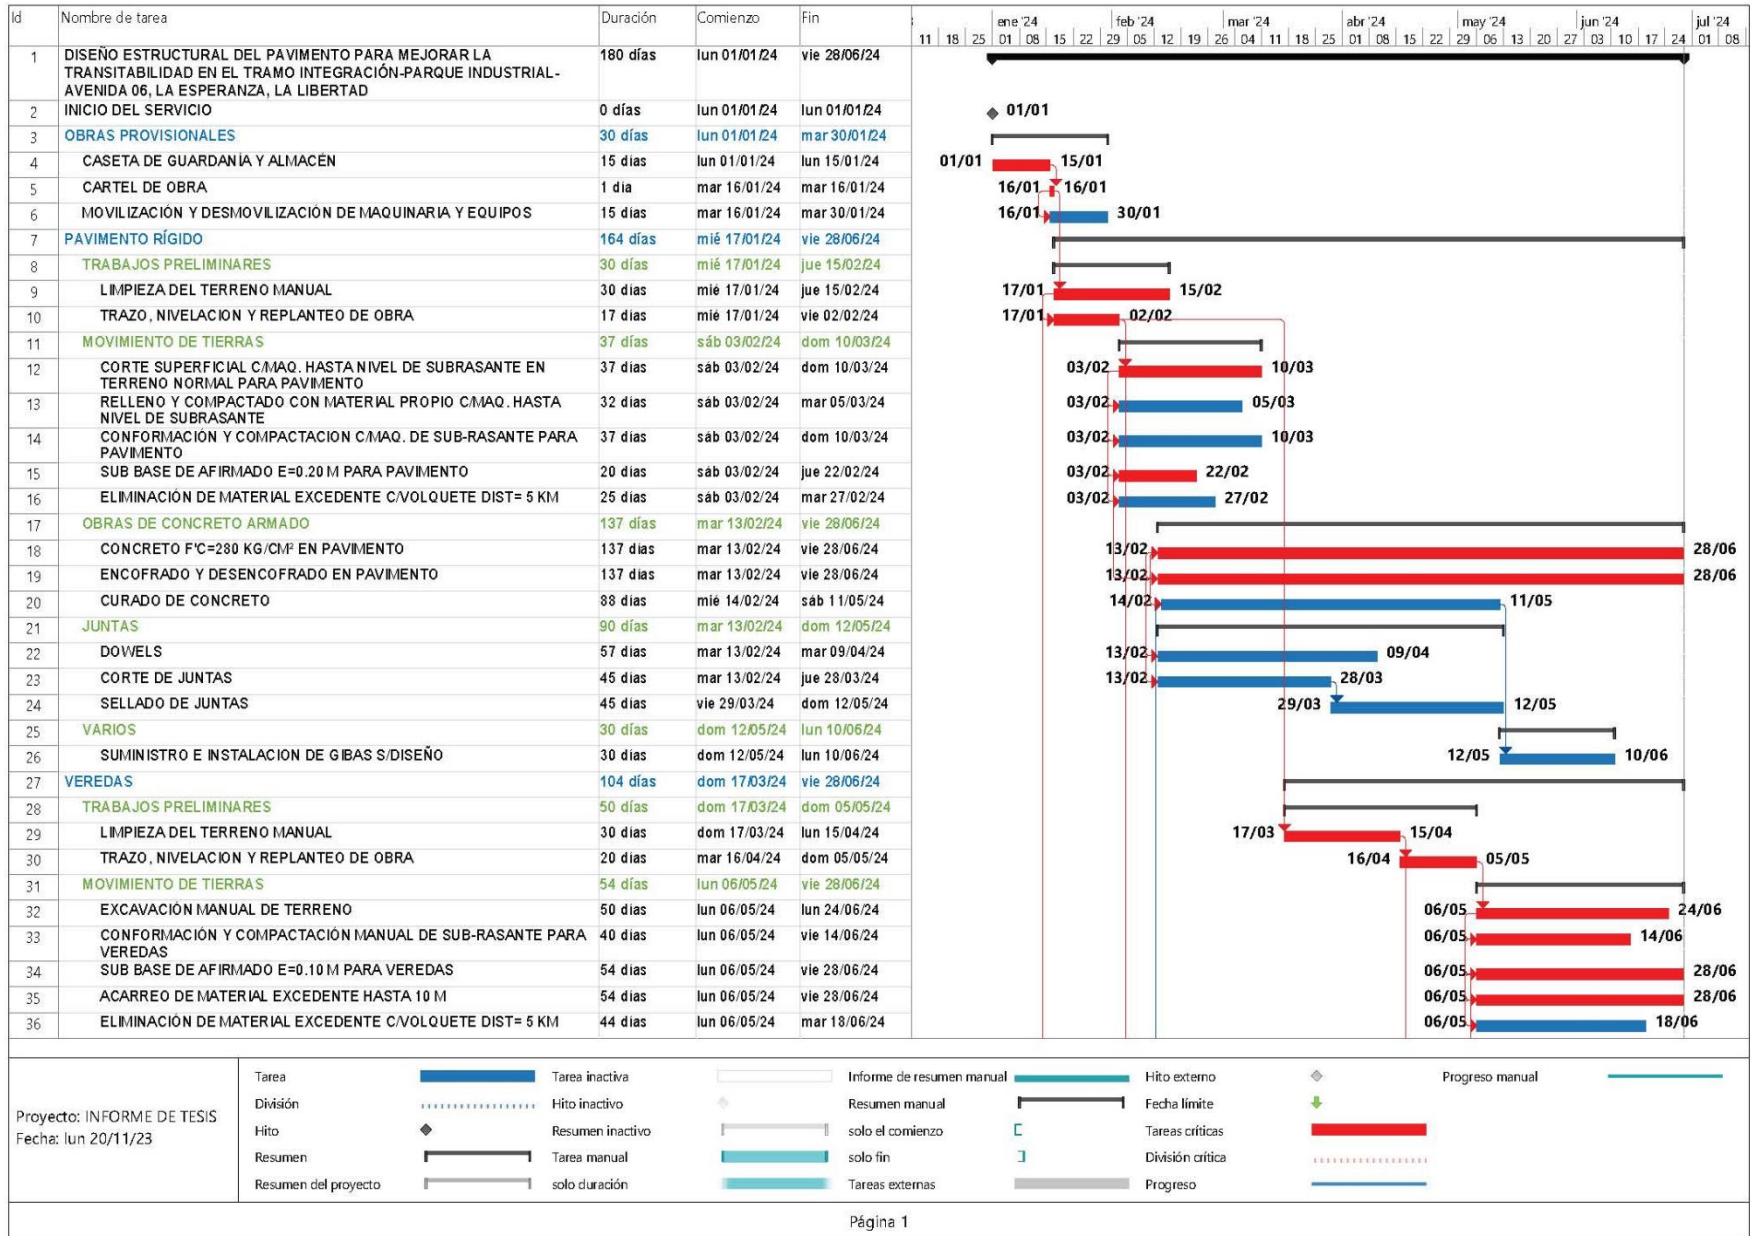 Id Nombre de tarea Duración Comienzo Fin
ene '24 feb '24 mar '24 abr '24 may '24 jun '24 jul '24
11 18 25 01 08 15 22 29 05 12 19 26 04 11 18 25 01 08 15 22 29 06 13 20 27 03 10 17 24 01 08
1 DISEÑO ESTRUCTURAL DEL PAVIMENTO PARA MEJORAR LA 180 días lun 01/01/24 vie 28/06/24
TRANSITABILIDAD EN EL TRAMO INTEGRACIÓN-PARQUE INDUSTRIAL-
AVENIDA 06, LA ESPERANZA, LA LIBERTAD
2 INICIO DEL SERVICIO 0 días lun 01/01/24 lun 01/01/24 01/01
3 OBRAS PROVISIONALES 30 días lun 01/01/24 mar 30/01/24
4 CASETA DE GUARDANÍA Y ALMACÉN 15 días lun 01/01/24 lun 15/01/24 01/01 15/01
5 CARTEL DE OBRA 1 día mar 16/01/24 mar 16/01/24 16/01 16/01
6 MOVILIZACIÓN Y DESMOVILIZACIÓN DE MAQUINARIA Y EQUIPOS 15 días mar 16/01/24 mar 30/01/24 16/01 30/01
7 PAVIMENTO RÍGIDO 164 días mié 17/01/24 vie 28/06/24
8 TRABAJOS PRELIMINARES 30 días mié 17/01/24 jue 15/02/24
9 LIMPIEZA DEL TERRENO MANUAL 30 días mié 17/01/24 jue 15/02/24 17/01 15/02
10 TRAZO, NIVELACION Y REPLANTEO DE OBRA 17 días mié 17/01/24 vie 02/02/24 17/01 02/02
11 MOVIMIENTO DE TIERRAS 37 días sáb 03/02/24 dom 10/03/24
12 CORTE SUPERFICIAL C/MAQ. HASTA NIVEL DE SUBRASANTE EN 37 días sáb 03/02/24 dom 10/03/24 03/02 10/03
TERRENO NORMAL PARA PAVIMENTO
13 RELLENO Y COMPACTADO CON MATERIAL PROPIO C/MAQ. HASTA 32 días sáb 03/02/24 mar 05/03/24 03/02 05/03
NIVEL DE SUBRASANTE
14 CONFORMACIÓN Y COMPACTACION C/MAQ. DE SUB-RASANTE PARA 37 días sáb 03/02/24 dom 10/03/24 03/02 10/03
PAVIMENTO
15 SUB BASE DE AFIRMADO E=0.20 M PARA PAVIMENTO 20 días sáb 03/02/24 jue 22/02/24 03/02 22/02
16 ELIMINACIÓN DE MATERIAL EXCEDENTE C/VOLQUETE DIST= 5 KM 25 días sáb 03/02/24 mar 27/02/24 03/02 27/02
17 OBRAS DE CONCRETO ARMADO 137 días mar 13/02/24 vie 28/06/24
18 CONCRETO F'C=280 KG/CM² EN PAVIMENTO 137 días mar 13/02/24 vie 28/06/24 13/02 28/06
19 ENCOFRADO Y DESENCOFRADO EN PAVIMENTO 137 días mar 13/02/24 vie 28/06/24 13/02 28/06
20 CURADO DE CONCRETO 88 días mié 14/02/24 sáb 11/05/24 14/02 11/05
21 JUNTAS 90 días mar 13/02/24 dom 12/05/24
22 DOWELS 57 días mar 13/02/24 mar 09/04/24 13/02 09/04
23 CORTE DE JUNTAS 45 días mar 13/02/24 jue 28/03/24 13/02 28/03
24 SELLADO DE JUNTAS 45 días vie 29/03/24 dom 12/05/24 29/03 12/05
25 VARIOS 30 días dom 12/05/24 lun 10/06/24
26 SUMINISTRO E INSTALACION DE GIBAS S/DISEÑO 30 días dom 12/05/24 lun 10/06/24 12/05 10/06
27 VEREDAS 104 días dom 17/03/24 vie 28/06/24
28 TRABAJOS PRELIMINARES 50 días dom 17/03/24 dom 05/05/24
29 LIMPIEZA DEL TERRENO MANUAL 30 días dom 17/03/24 lun 15/04/24 17/03 15/04
30 TRAZO, NIVELACION Y REPLANTEO DE OBRA 20 días mar 16/04/24 dom 05/05/24 16/04 05/05
31 MOVIMIENTO DE TIERRAS 54 días lun 06/05/24 vie 28/06/24
32 EXCAVACIÓN MANUAL DE TERRENO 50 días lun 06/05/24 lun 24/06/24 06/05 24/06
33 CONFORMACIÓN Y COMPACTACIÓN MANUAL DE SUB-RASANTE PARA 40 días lun 06/05/24 vie 14/06/24 06/05 14/06
VEREDAS
34 SUB BASE DE AFIRMADO E=0.10 M PARA VEREDAS 54 días lun 06/05/24 vie 28/06/24 06/05 28/06
35 ACARREO DE MATERIAL EXCEDENTE HASTA 10 M 54 días lun 06/05/24 vie 28/06/24 06/05 28/06
36 ELIMINACIÓN DE MATERIAL EXCEDENTE C/VOLQUETE DIST= 5 KM 44 días lun 06/05/24 mar 18/06/24 06/05 18/06
Proyecto: INFORME DE TESIS
Fecha: lun 20/11/23
Tarea Tarea inactiva Informe de resumen manual Hito externo Progreso manual
División Hito inactivo Resumen manual Fecha límite
Hito Resumen inactivo solo el comienzo Tareas críticas
Resumen Tarea manual solo fin División crítica
Resumen del proyecto solo duración Tareas externas Progreso
Página 1